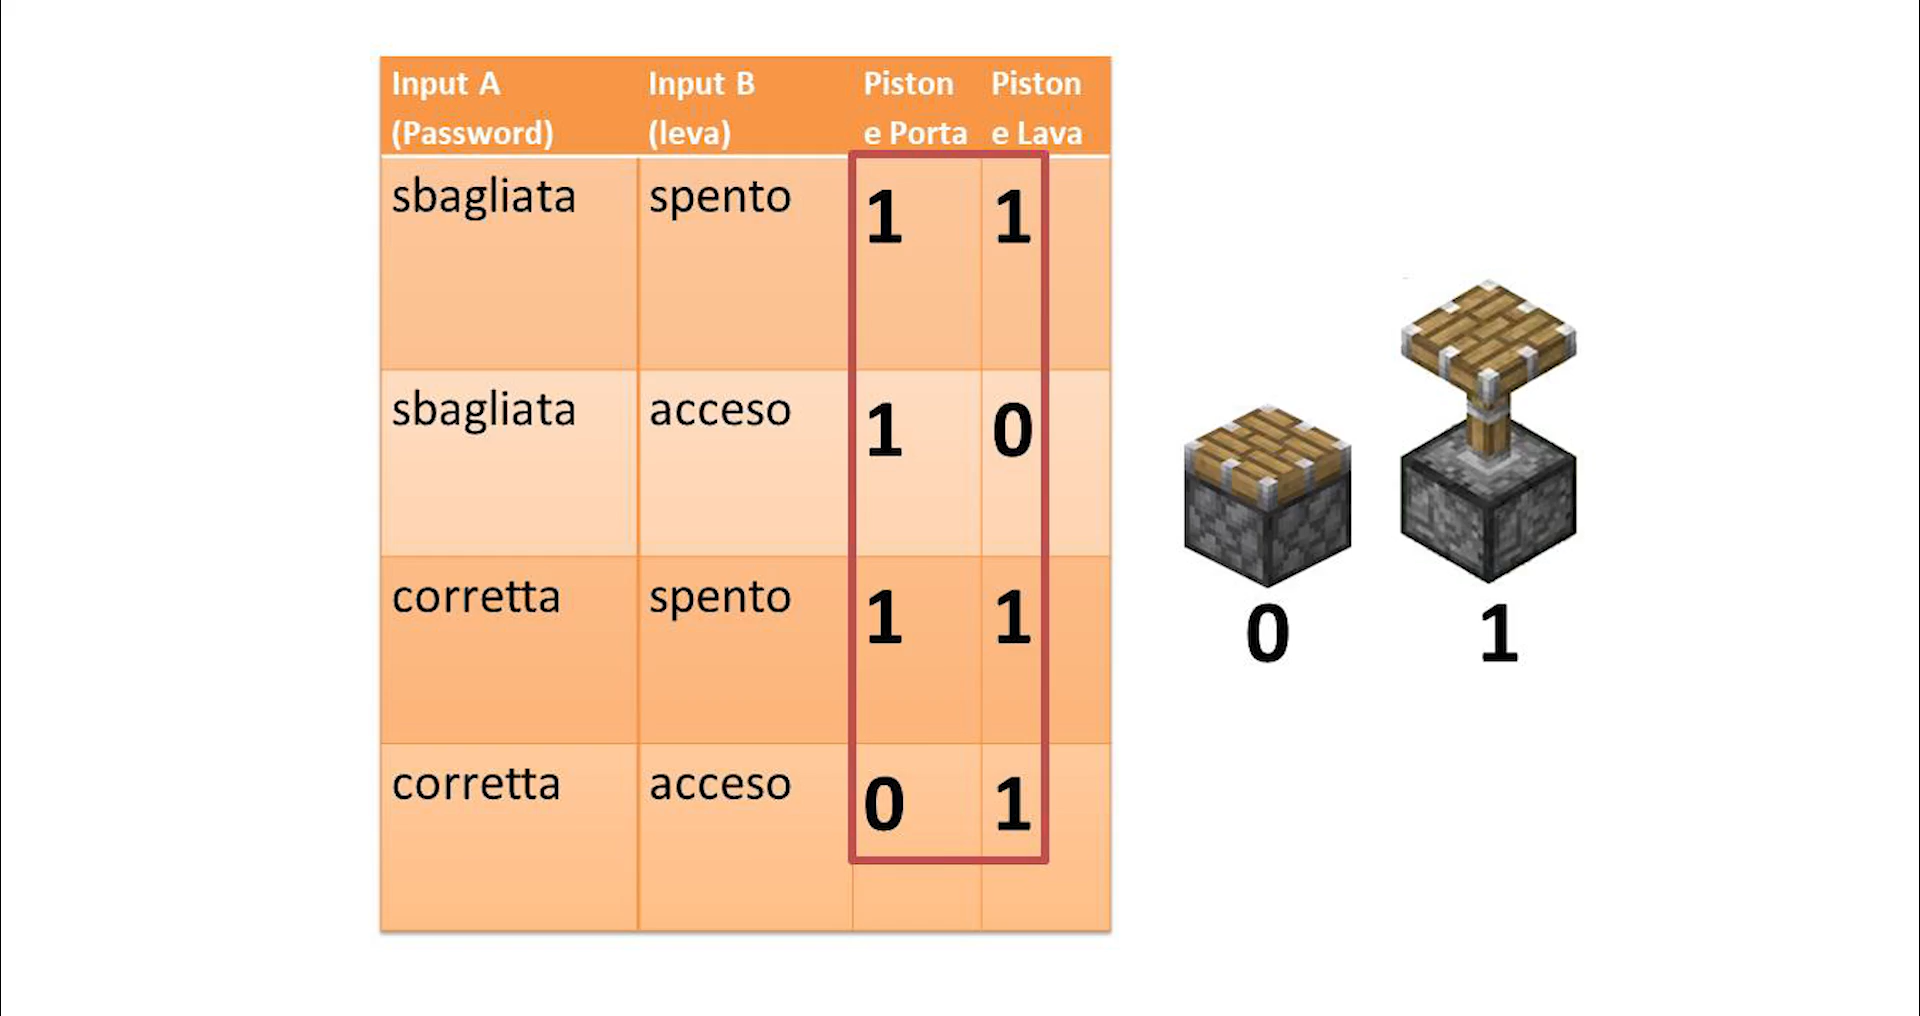 Input A (Password) Input B (leva) Piston e Porta Piston e Lava
sbagliata spento 1 1
sbagliata acceso 1 0
corretta spento 1 1
corretta acceso 0 1
0 1